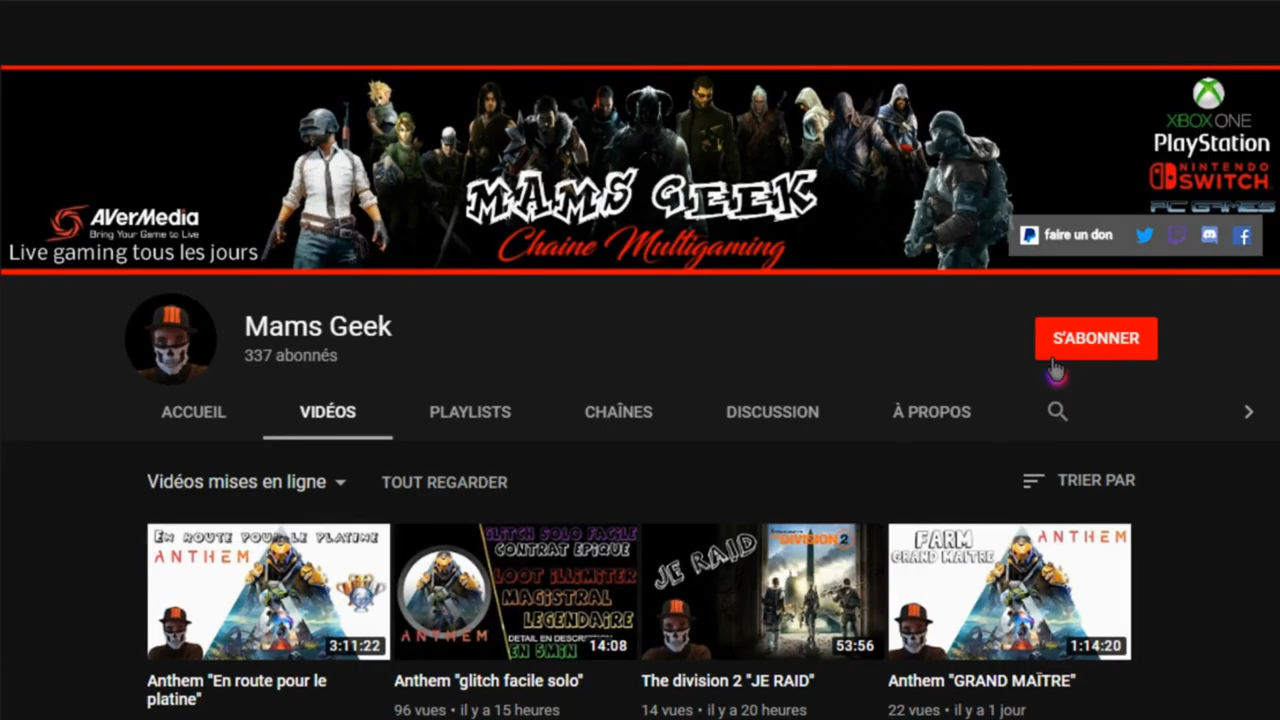 XBOX ONE
PlayStation
NINTENDO
SWITCH
PC GAMES
MAMS GEEK
Chaine Multigaming
AVerMedia
Bring Your Game to Live
Live gaming tous les jours
faire un don
Mams Geek
337 abonnés
S'ABONNER
ACCUEIL
VIDÉOS
PLAYLISTS
CHAÎNES
DISCUSSION
À PROPOS
Vidéos mises en ligne
TOUT REGARDER
TRIER PAR
EN ROUTE POUR LE PLATINE
ANTHEM
3:11:22
GLITCH SOLO FACILE
CONTRAT EPIQUE
LOOT ILLIMITER
MAGISTRAL
LEGENDAIRE
ANTHEM
EN 5MIN
14:08
JE RAID
DIVISION 2
53:56
FARM
GRAND MAÎTRE
ANTHEM
1:14:20
Anthem "En route pour le
platine"
Anthem "glitch facile solo"
96 vues • il y a 15 heures
The division 2 "JE RAID"
14 vues • il y a 20 heures
Anthem "GRAND MAÏTRE"
22 vues • il y a 1 jour